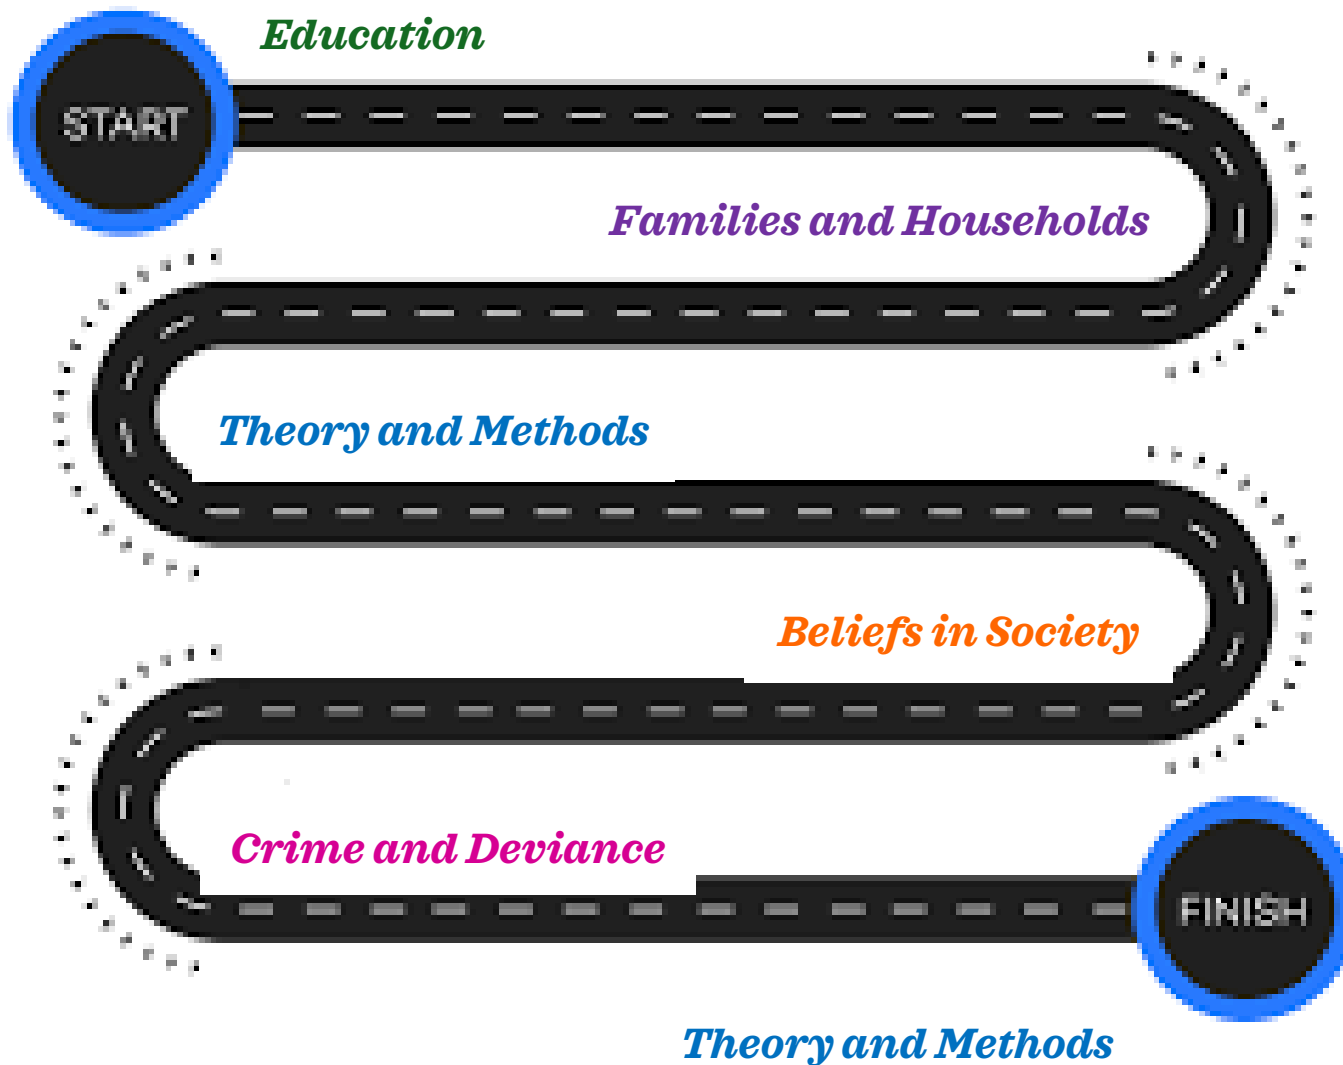 Education
START
Families and Households
Theory and Methods
Beliefs in Society
Crime and Deviance
FINISH
Theory and Methods